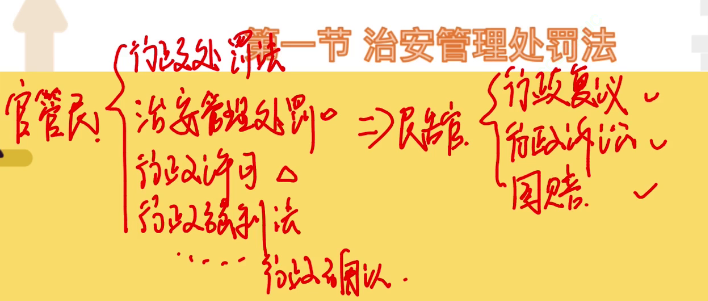 第一节 治安管理处罚法
行政处罚法
官管民 治安管理处罚。 => 民告官 行政复议 ✓
行政许可 △ 行政诉讼 ✓
行政强制法 国赔. ✓
..... 行政确认.